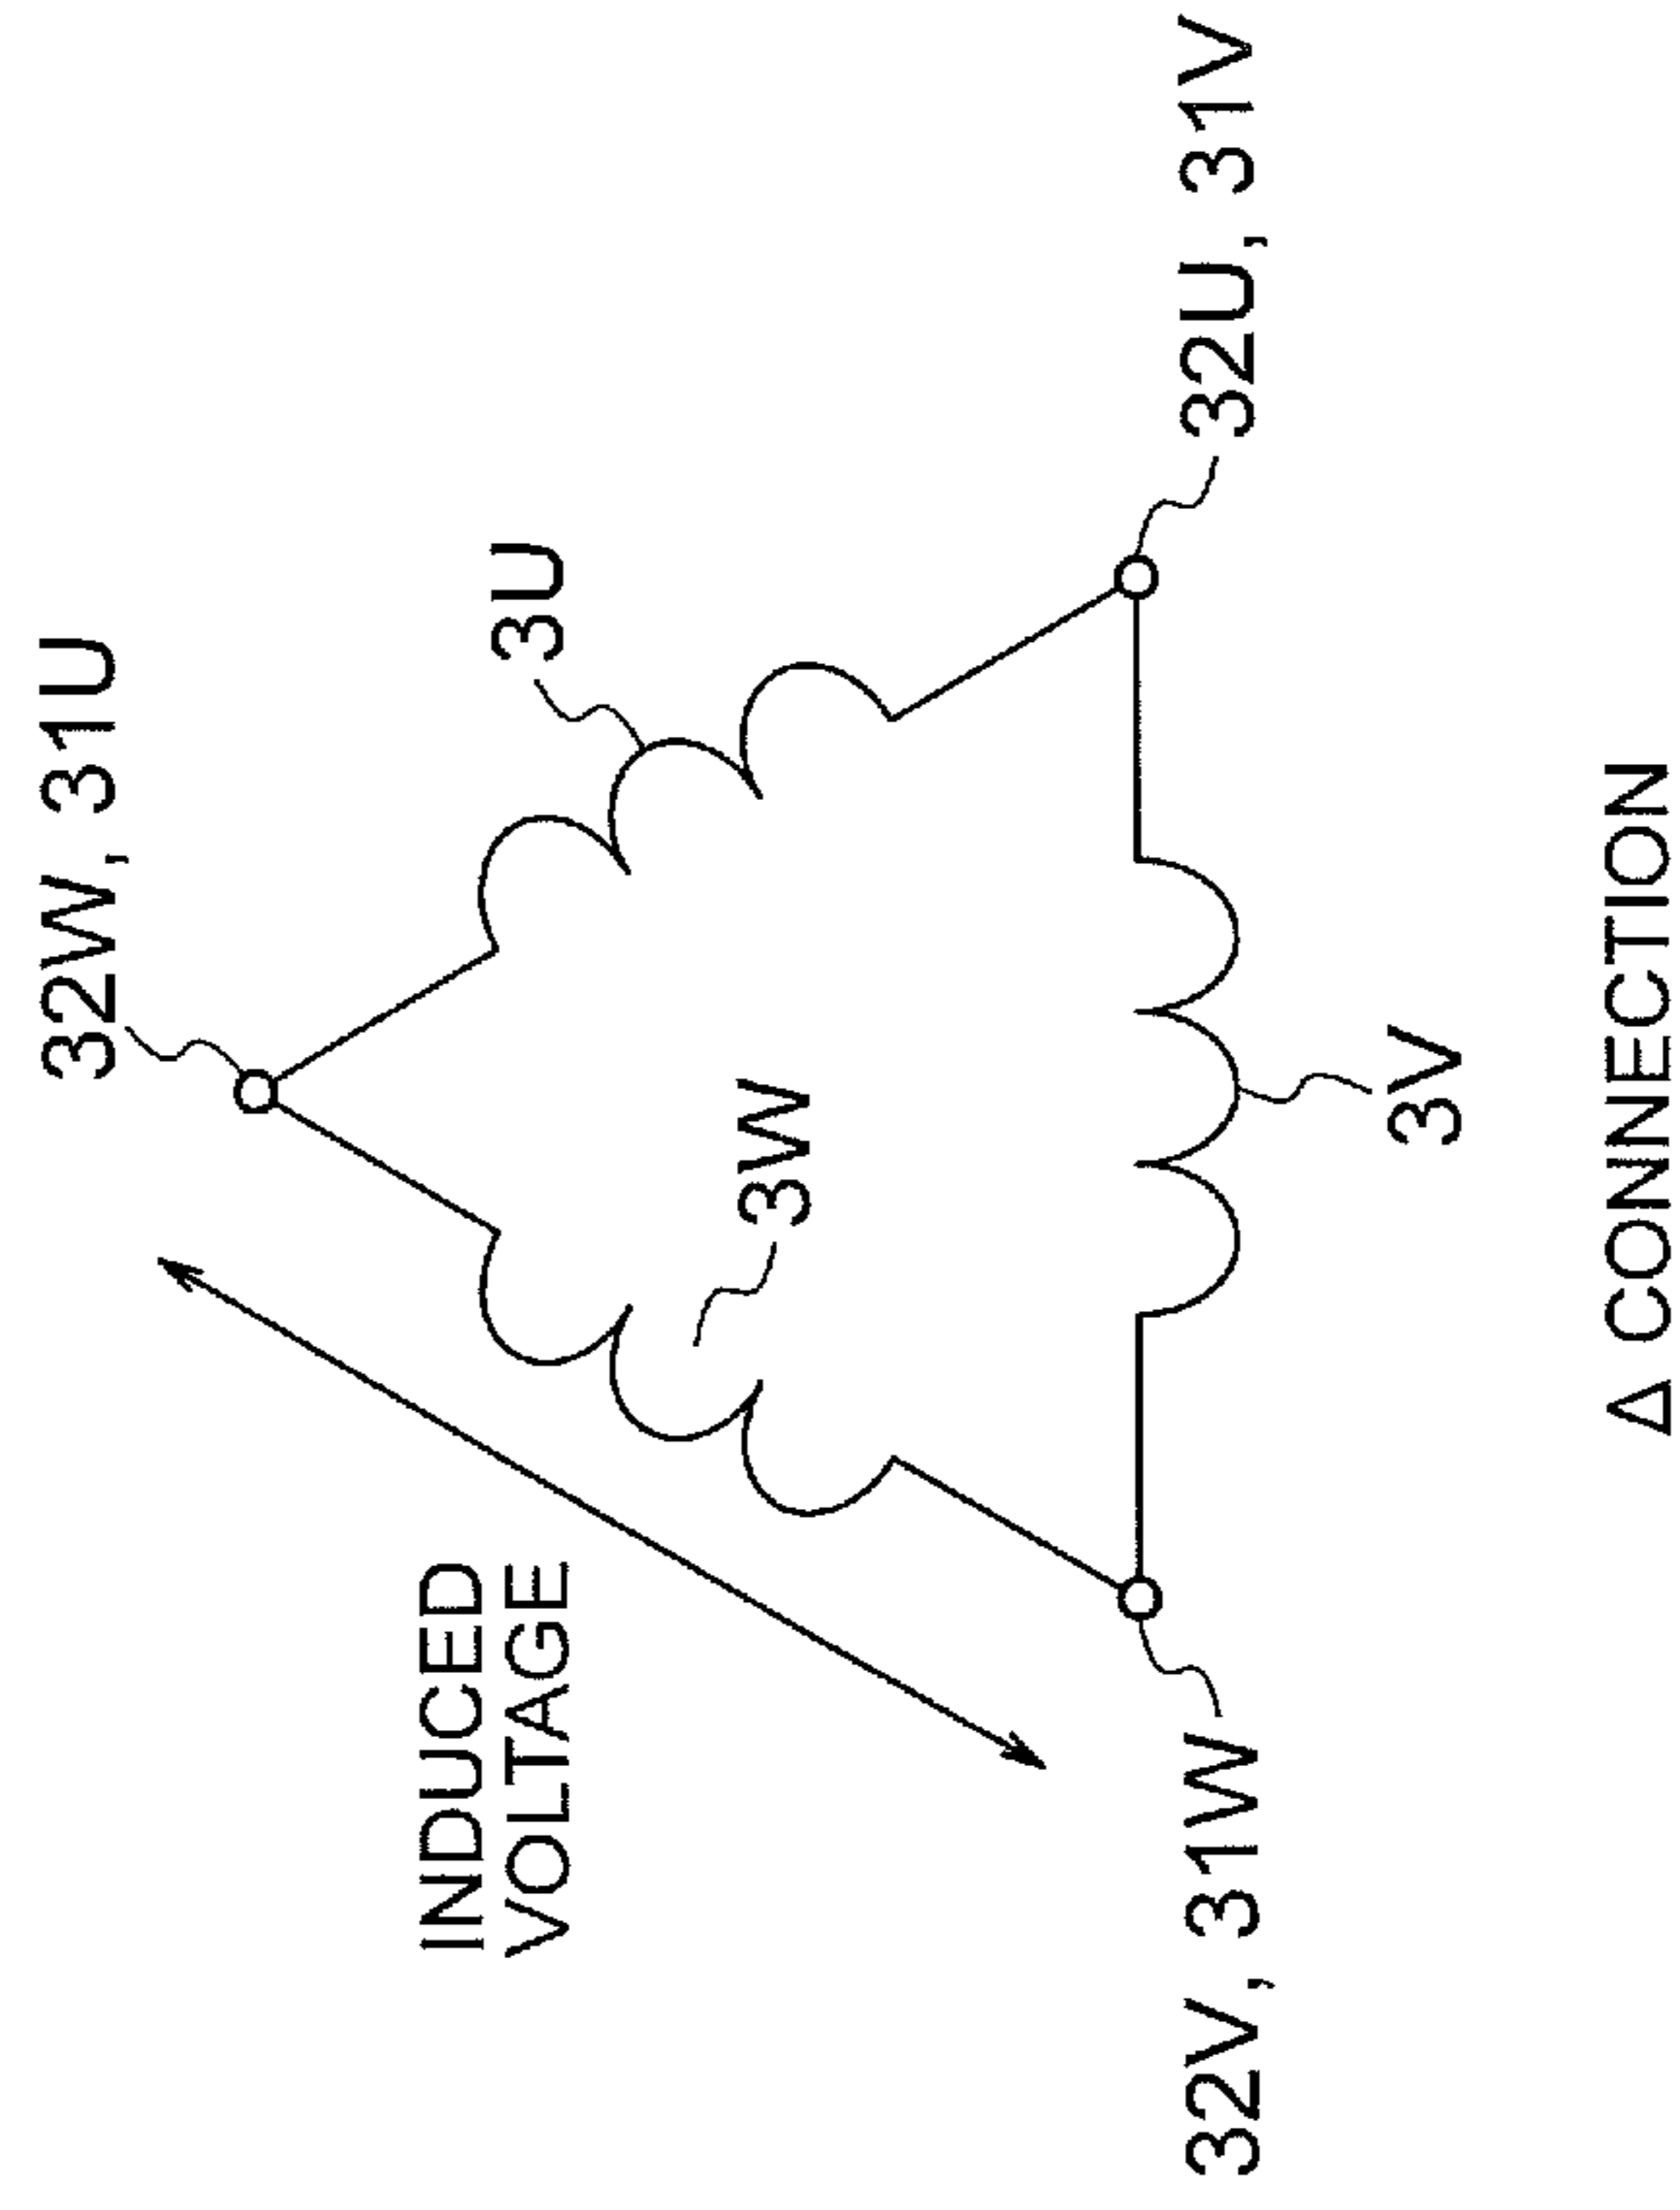 32W, 31U
3U
INDUCED
VOLTAGE
3W
32V, 31W
32U, 31V
3V
Δ CONNECTION